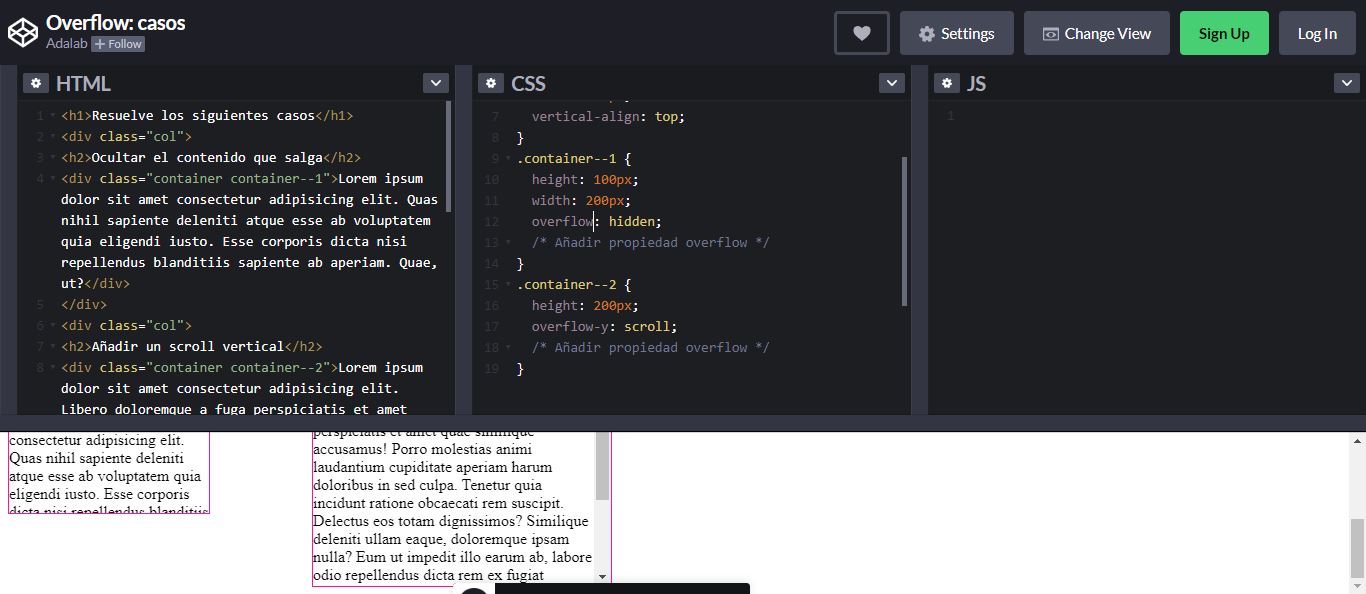 Overflow: casos
Adalab + Follow
Settings
Change View
Sign Up
Log In
HTML
1 <h1>Resuelve los siguientes casos</h1>
2 <div class="col">
3 <h2>Ocultar el contenido que salga</h2>
4 <div class="container container--1">Lorem ipsum
dolor sit amet consectetur adipisicing elit. Quas
nihil sapiente deleniti atque esse ab voluptatem
quia eligendi iusto. Esse corporis dicta nisi
repellendus blanditiis sapiente ab aperiam. Quae,
ut?</div>
5 </div>
6 <div class="col">
7 <h2>Añadir un scroll vertical</h2>
8 <div class="container container--2">Lorem ipsum
dolor sit amet consectetur adipisicing elit.
Libero doloremque a fuga perspiciatis et amet
CSS
7 vertical-align: top;
8 }
9 .container--1 {
10 height: 100px;
11 width: 200px;
12 overflow: hidden;
13 /* Añadir propiedad overflow */
14 }
15 .container--2 {
16 height: 200px;
17 overflow-y: scroll;
18 /* Añadir propiedad overflow */
19 }
JS
1
consectetur adipisicing elit.
Quas nihil sapiente deleniti
atque esse ab voluptatem quia
eligendi iusto. Esse corporis
dicta nisi repellendus blanditiis
perspiciatis et amet quae similique
accusamus! Porro molestias animi
laudantium cupiditate aperiam harum
doloribus in sed culpa. Tenetur quia
incidunt ratione obcaecati rem suscipit.
Delectus eos totam dignissimos? Similique
deleniti ullam eaque, doloremque ipsam
nulla? Eum ut impedit illo earum ab, labore
odio repellendus dicta rem ex fugiat